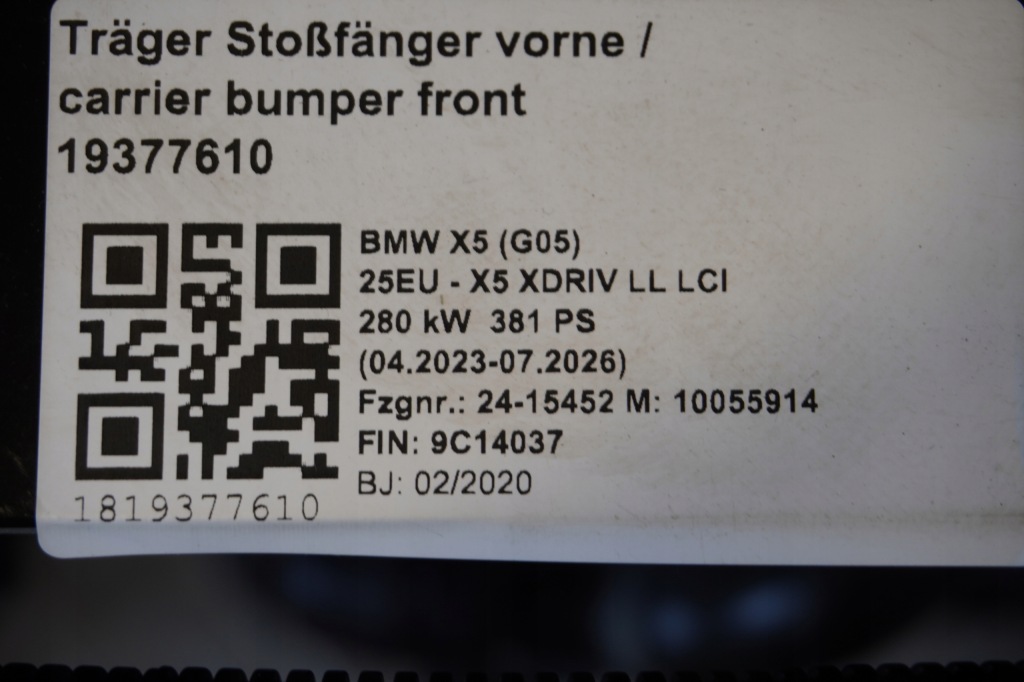 Träger Stoßfänger vorne /
carrier bumper front
19377610
BMW X5 (G05)
25EU - X5 XDRIV LL LCI
280 kW 381 PS
(04.2023-07.2026)
Fzgnr.: 24-15452 M: 10055914
FIN: 9C14037
BJ: 02/2020
1819377610